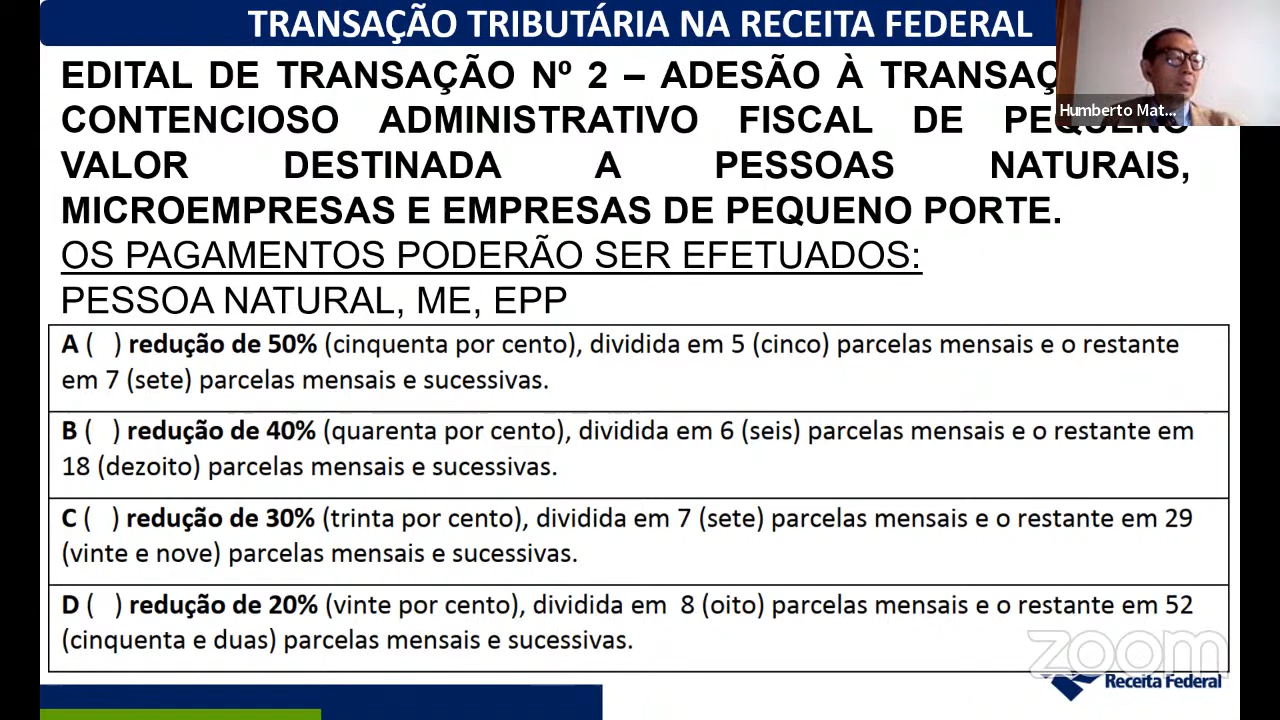 TRANSAÇÃO TRIBUTÁRIA NA RECEITA FEDERAL
EDITAL DE TRANSAÇÃO Nº 2 – ADESÃO À
CONTENCIOSO ADMINISTRATIVO FISCAL DE PEQUENO
VALOR DESTINADA A PESSOAS NATURAIS,
MICROEMPRESAS E EMPRESAS DE PEQUENO PORTE.
OS PAGAMENTOS PODERÃO SER EFETUADOS:
PESSOA NATURAL, ME, EPP
A ( ) redução de 50% (cinquenta por cento), dividida em 5 (cinco) parcelas mensais e o restante
em 7 (sete) parcelas mensais e sucessivas.
B ( ) redução de 40% (quarenta por cento), dividida em 6 (seis) parcelas mensais e o restante em
18 (dezoito) parcelas mensais e sucessivas.
C ( ) redução de 30% (trinta por cento), dividida em 7 (sete) parcelas mensais e o restante em 29
(vinte e nove) parcelas mensais e sucessivas.
D ( ) redução de 20% (vinte por cento), dividida em 8 (oito) parcelas mensais e o restante em 52
(cinquenta e duas) parcelas mensais e sucessivas.
Humberto Mat...
zoom
Receita Federal